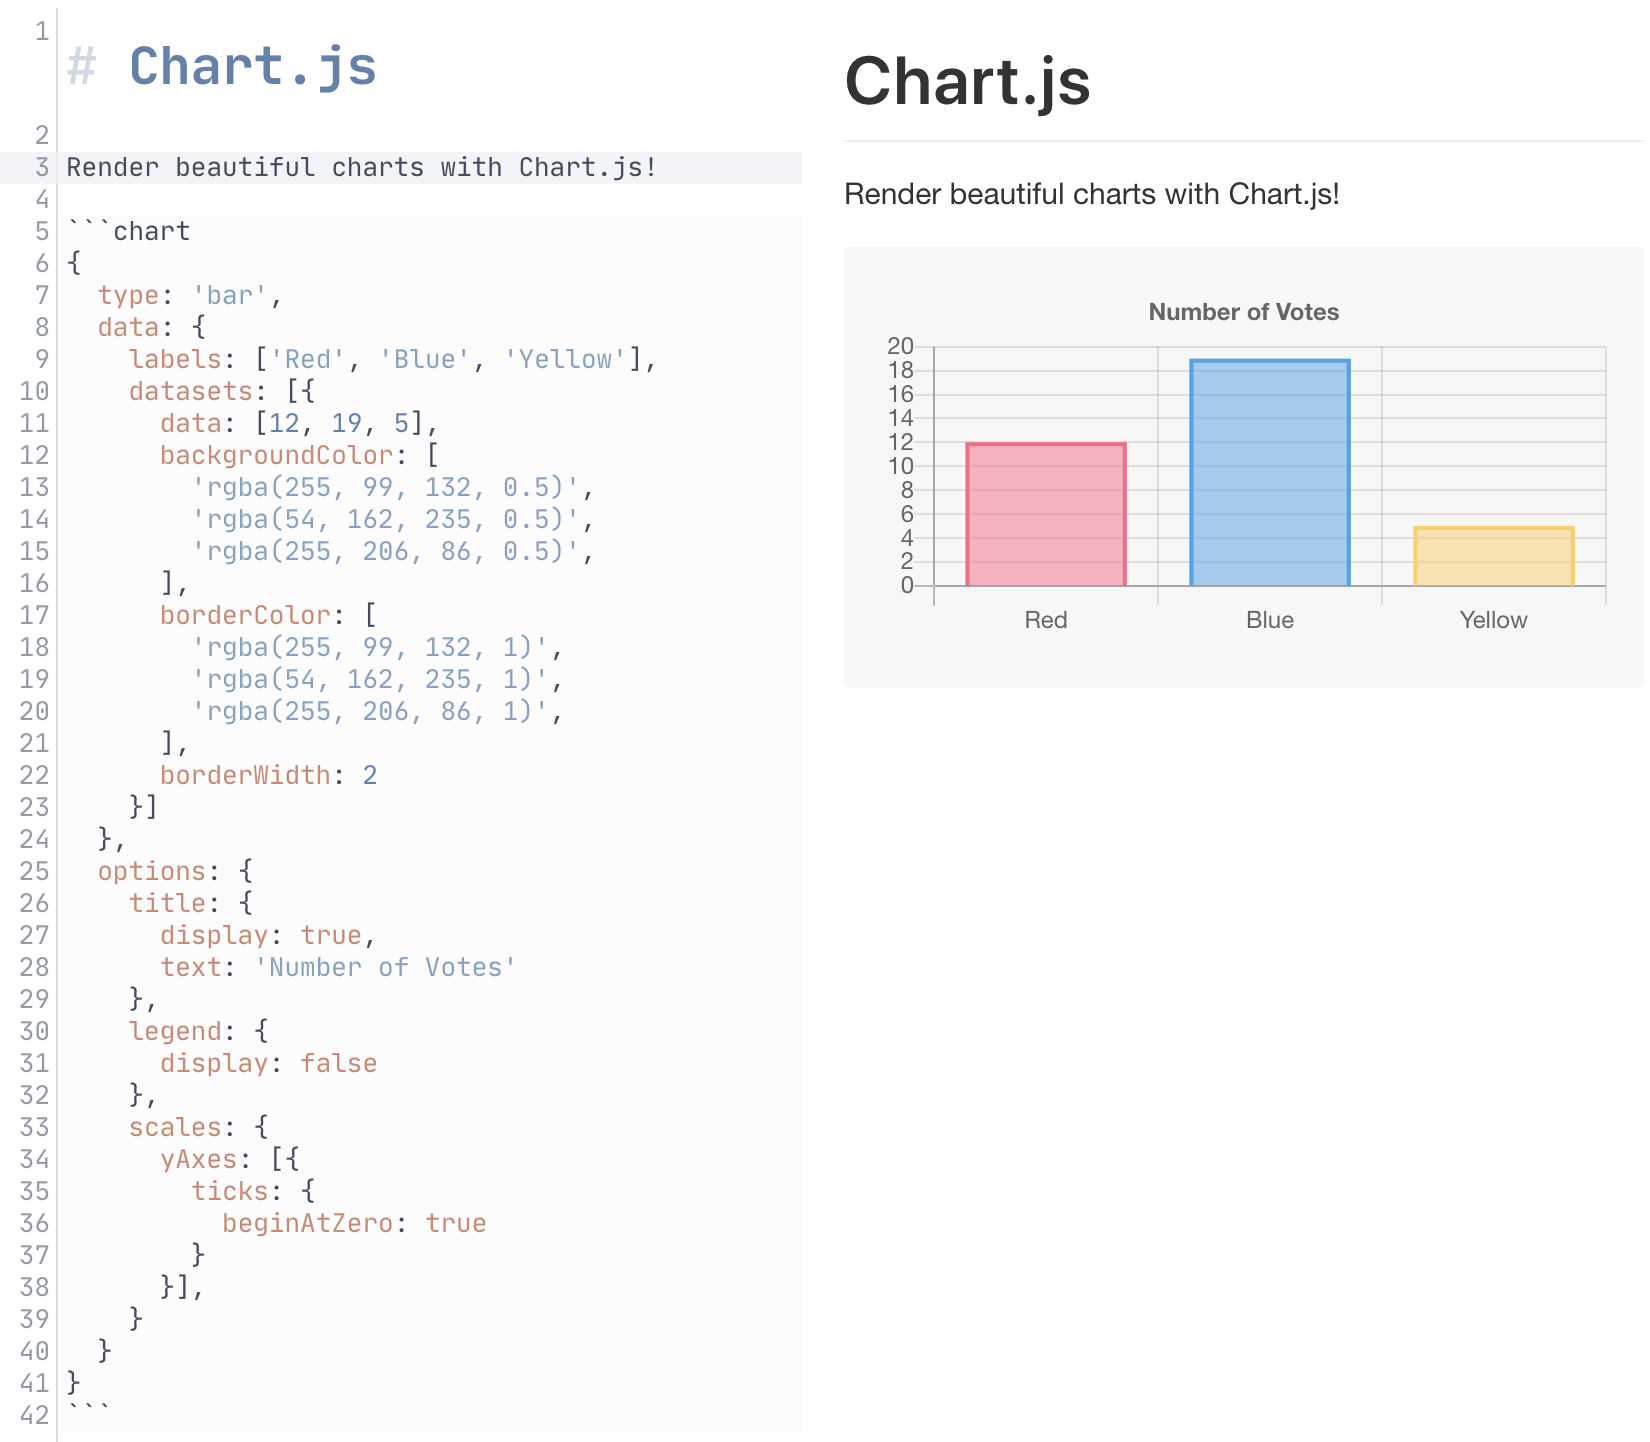 1 # Chart.js
2
3 Render beautiful charts with Chart.js!
4
5 ```chart
6 {
7   type: 'bar',
8   data: {
9     labels: ['Red', 'Blue', 'Yellow'],
10     datasets: [{
11       data: [12, 19, 5],
12       backgroundColor: [
13         'rgba(255, 99, 132, 0.5)',
14         'rgba(54, 162, 235, 0.5)',
15         'rgba(255, 206, 86, 0.5)',
16       ],
17       borderColor: [
18         'rgba(255, 99, 132, 1)',
19         'rgba(54, 162, 235, 1)',
20         'rgba(255, 206, 86, 1)',
21       ],
22       borderWidth: 2
23     }]
24   },
25   options: {
26     title: {
27       display: true,
28       text: 'Number of Votes'
29     },
30     legend: {
31       display: false
32     },
33     scales: {
34       yAxes: [{
35         ticks: {
36           beginAtZero: true
37         }
38       }],
39     }
40   }
41 }
42 ```
Chart.js
Render beautiful charts with Chart.js!
Number of Votes
20
18
16
14
12
10
8
6
4
2
0
Red Blue Yellow